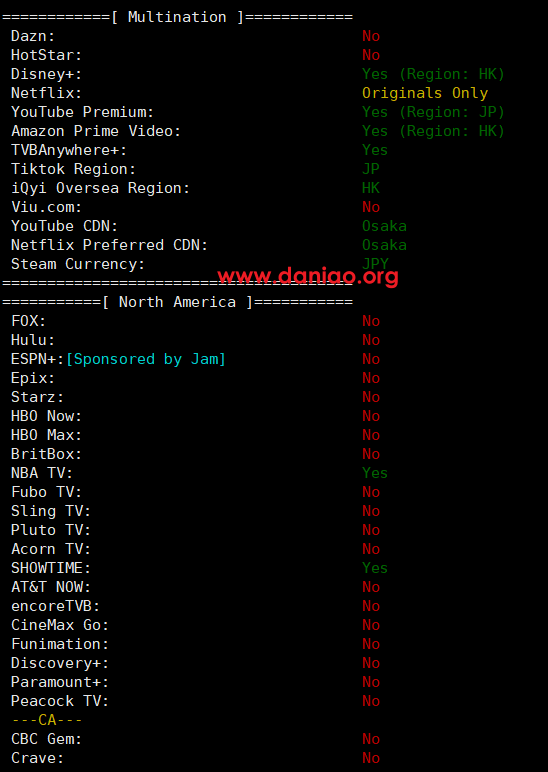 ============[ Multination ]============
Dazn: No
HotStar: No
Disney+: Yes (Region: HK)
Netflix: Originals Only
YouTube Premium: Yes (Region: JP)
Amazon Prime Video: Yes (Region: HK)
TVBAnywhere+: Yes
Tiktok Region: JP
iQyi Oversea Region: HK
Viu.com: No
YouTube CDN: Osaka
Netflix Preferred CDN: Osaka
Steam Currency: JPY
www.daniao.org
=======================================
===========[ North America ]===========
FOX: No
Hulu: No
ESPN+:[Sponsored by Jam] No
Epix: No
Starz: No
HBO Now: No
HBO Max: No
BritBox: No
NBA TV: Yes
Fubo TV: No
Sling TV: No
Pluto TV: No
Acorn TV: No
SHOWTIME: Yes
AT&T NOW: No
encoreTVB: No
CineMax Go: No
Funimation: No
Discovery+: No
Paramount+: No
Peacock TV: No
---CA---
CBC Gem: No
Crave: No